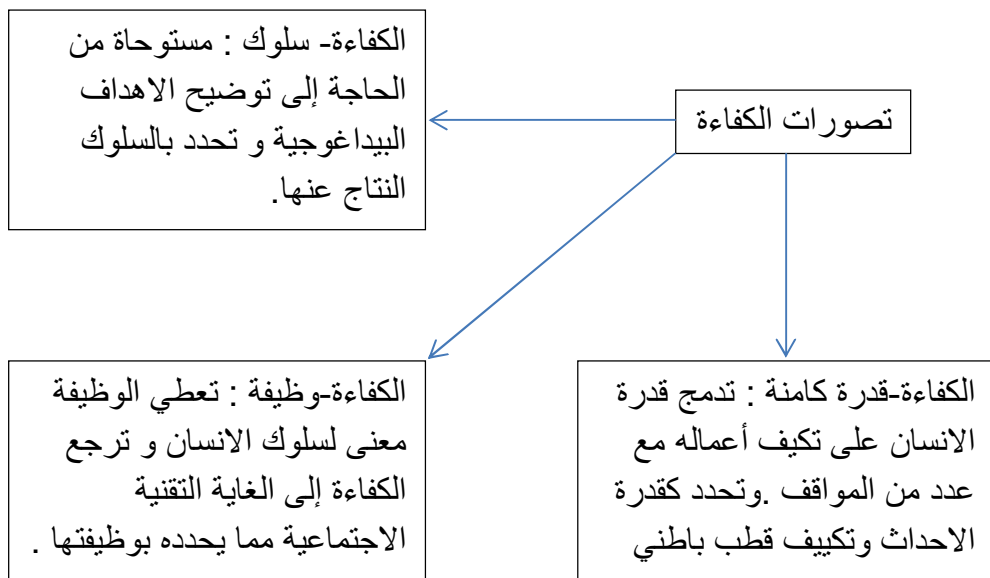 تصورات الكفاءة
الكفاءة- سلوك : مستوحاة من
الحاجة إلى توضيح الاهداف
البيداغوجية و تحدد بالسلوك
النتاج عنها.
الكفاءة-قدرة كامنة : تدمج قدرة
الانسان على تكيف أعماله مع
عدد من المواقف .وتحدد كقدرة
الاحداث وتكييف قطب باطني
الكفاءة-وظيفة : تعطي الوظيفة
معنى لسلوك الانسان و ترجع
الكفاءة إلى الغاية التقنية
الاجتماعية مما يحدده بوظيفتها .